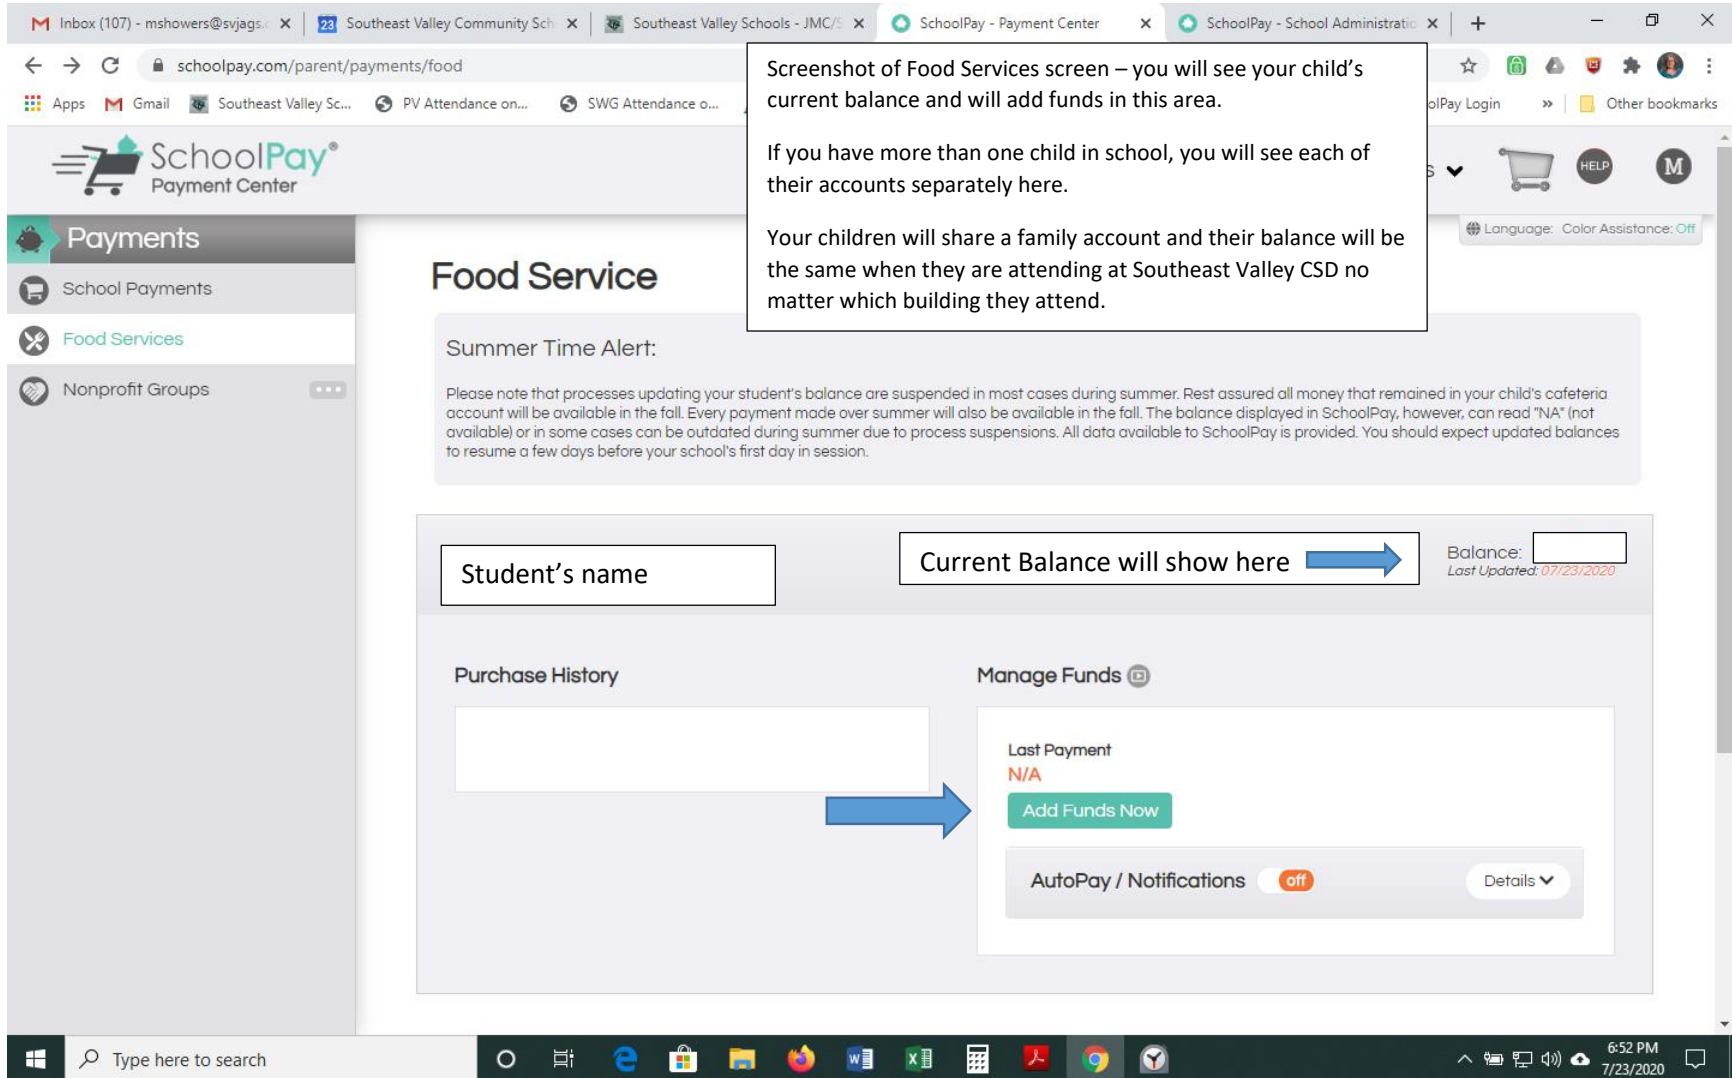 Inbox (107) - mshowers@svjags.c
23 Southeast Valley Community Sch
Southeast Valley Schools - JMC/S
SchoolPay - Payment Center
SchoolPay - School Administratio
schoolpay.com/parent/payments/food
Apps
Gmail
Southeast Valley Sc...
PV Attendance on...
SWG Attendance o...
olPay Login
»
Other bookmarks
Screenshot of Food Services screen – you will see your child's
current balance and will add funds in this area.
If you have more than one child in school, you will see each of
their accounts separately here.
Your children will share a family account and their balance will be
the same when they are attending at Southeast Valley CSD no
matter which building they attend.
SchoolPay®
Payment Center
s
HELP
M
Language: Color Assistance: Off
Payments
School Payments
Food Services
Nonprofit Groups
Food Service
Summer Time Alert:
Please note that processes updating your student's balance are suspended in most cases during summer. Rest assured all money that remained in your child's cafeteria
account will be available in the fall. Every payment made over summer will also be available in the fall. The balance displayed in SchoolPay, however, can read "NA" (not
available) or in some cases can be outdated during summer due to process suspensions. All data available to SchoolPay is provided. You should expect updated balances
to resume a few days before your school's first day in session.
Student's name
Current Balance will show here
Balance:
Last Updated: 07/23/2020
Purchase History
Manage Funds
Last Payment
N/A
Add Funds Now
AutoPay / Notifications
off
Details
Type here to search
6:52 PM
7/23/2020